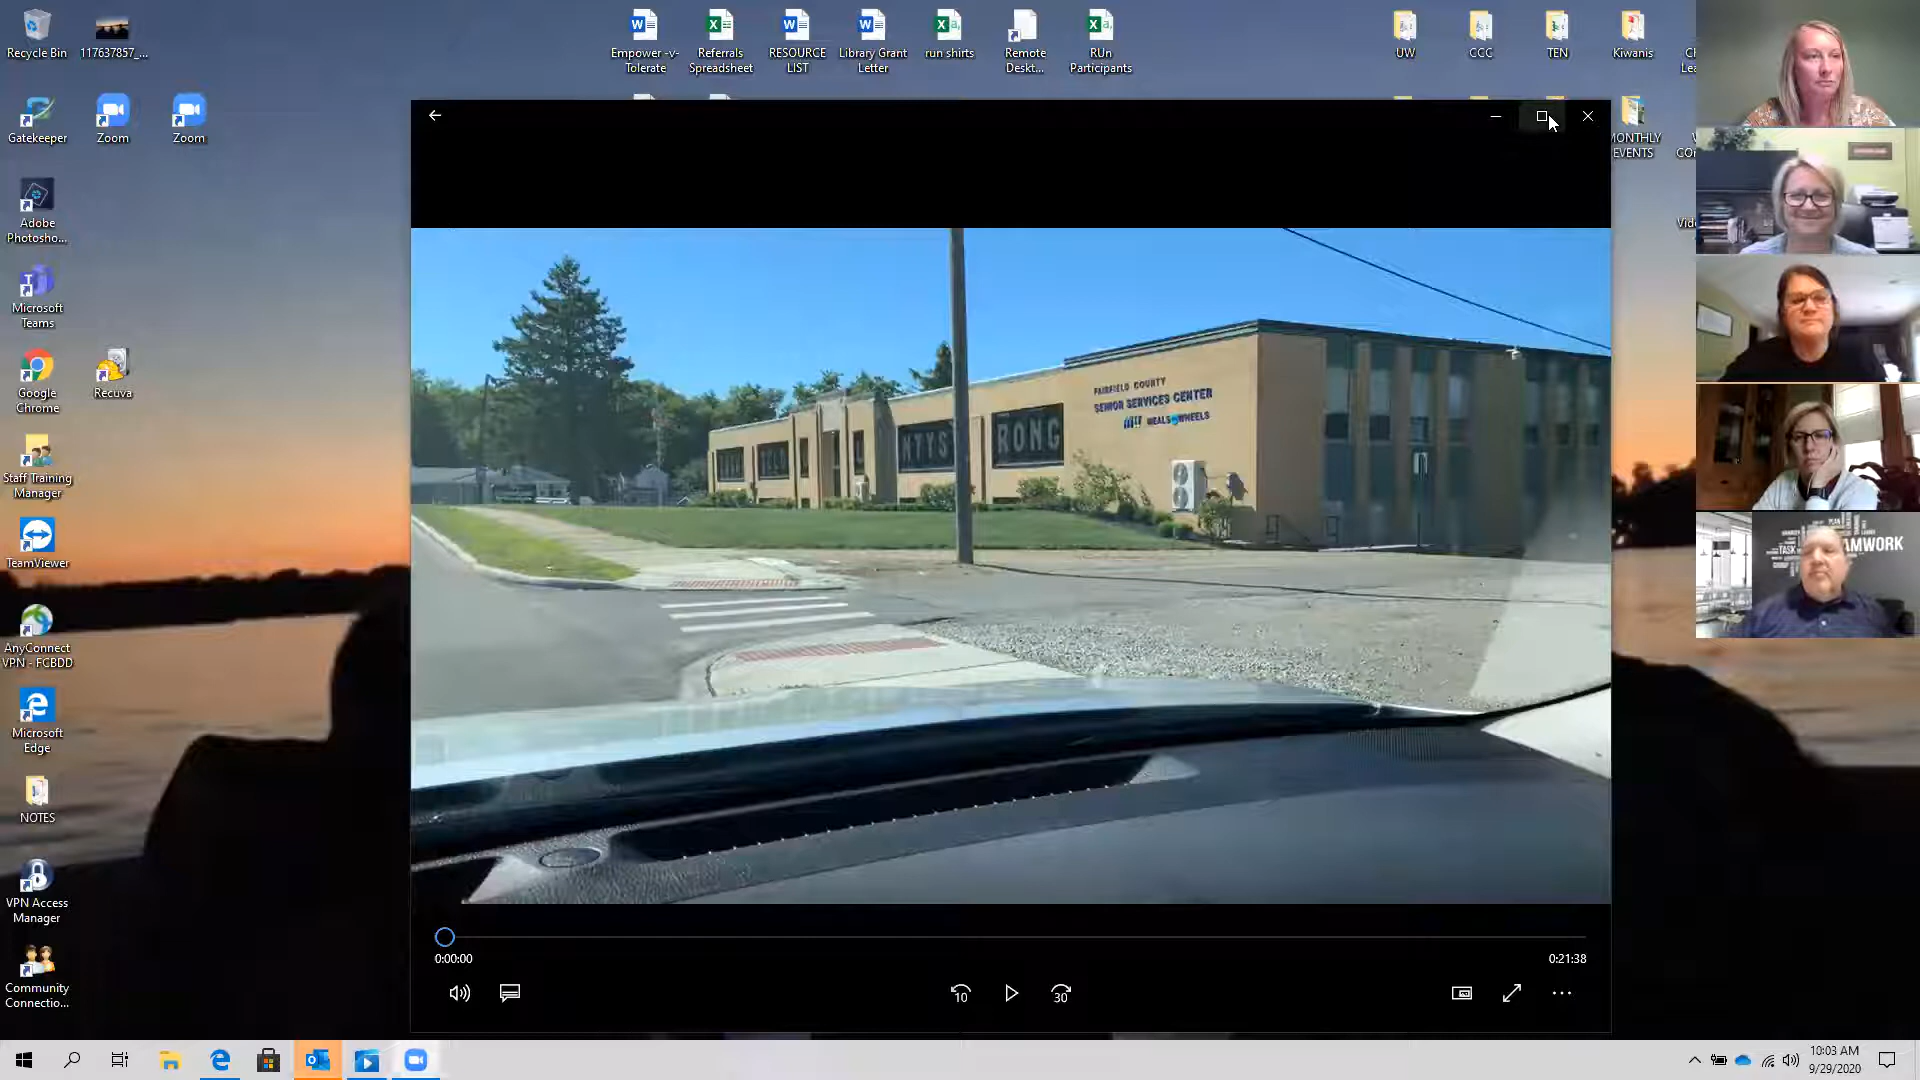 Recycle Bin
117637857_...
Empower -v-
Tolerate
Referrals
Spreadsheet
RESOURCE
LIST
Library Grant
Letter
run shirts
Remote
Deskt...
RUn
Participants
UW
CCC
TEN
Kiwanis
Gatekeeper
Zoom
Zoom
MONTHLY
EVENTS
Adobe
Photosho...
Microsoft
Teams
Google
Chrome
Recuva
Staff Training
Manager
TeamViewer
AnyConnect
VPN - FCBDD
Microsoft
Edge
NOTES
VPN Access
Manager
Community
Connectio...
FAIRFIELD COUNTY
SENIOR SERVICES CENTER
MEALS WHEELS
NTYS
RONG
TASK
TEAMWORK
0:00:00
0:21:38
10
30
10:03 AM
9/29/2020